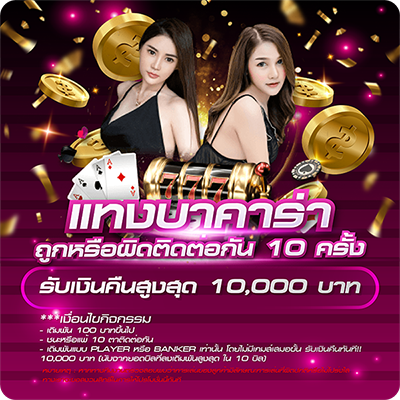 777
แทงบาคาร่า
ถูกหรือผิดติดต่อกัน 10 ครั้ง
รับเงินคืนสูงสุด 10,000 บาท
***เงื่อนไขกิจกรรม
- เดิมพัน 100 บาทขึ้นไป
- ชนะหรือแพ้ 10 ตาติดต่อกัน
- เดิมพันแบบ PLAYER หรือ BANKER เท่านั้น โดยไม่มีเกมส์เสมอขั้น รับเงินคืนทันที!!
10,000 บาท (นับจากยอดบิลที่ลงเดิมพันสูงสุด ใน 10 บิล)